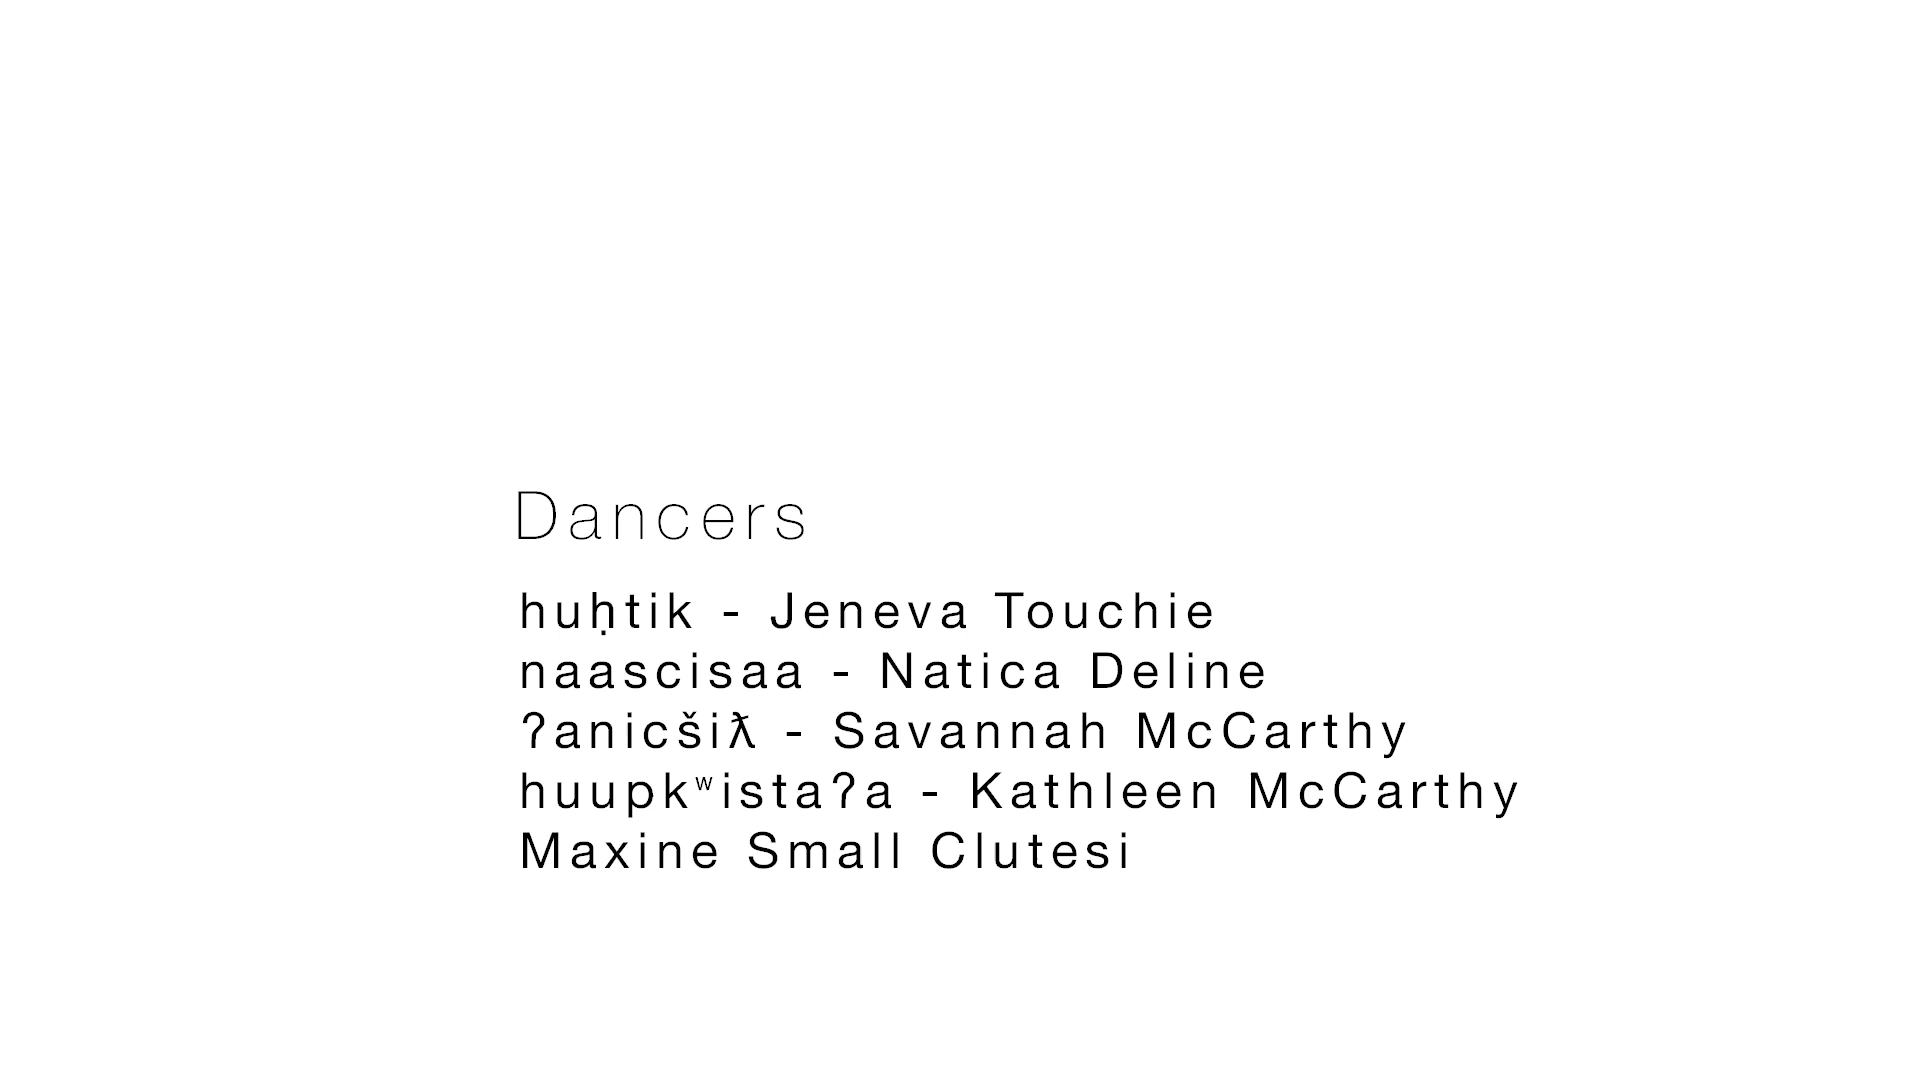 Dancers
huḥtik - Jeneva Touchie
naascisaa - Natica Deline
ʔanicšiƛ - Savannah McCarthy
huupkʷistaʔa - Kathleen McCarthy
Maxine Small Clutesi